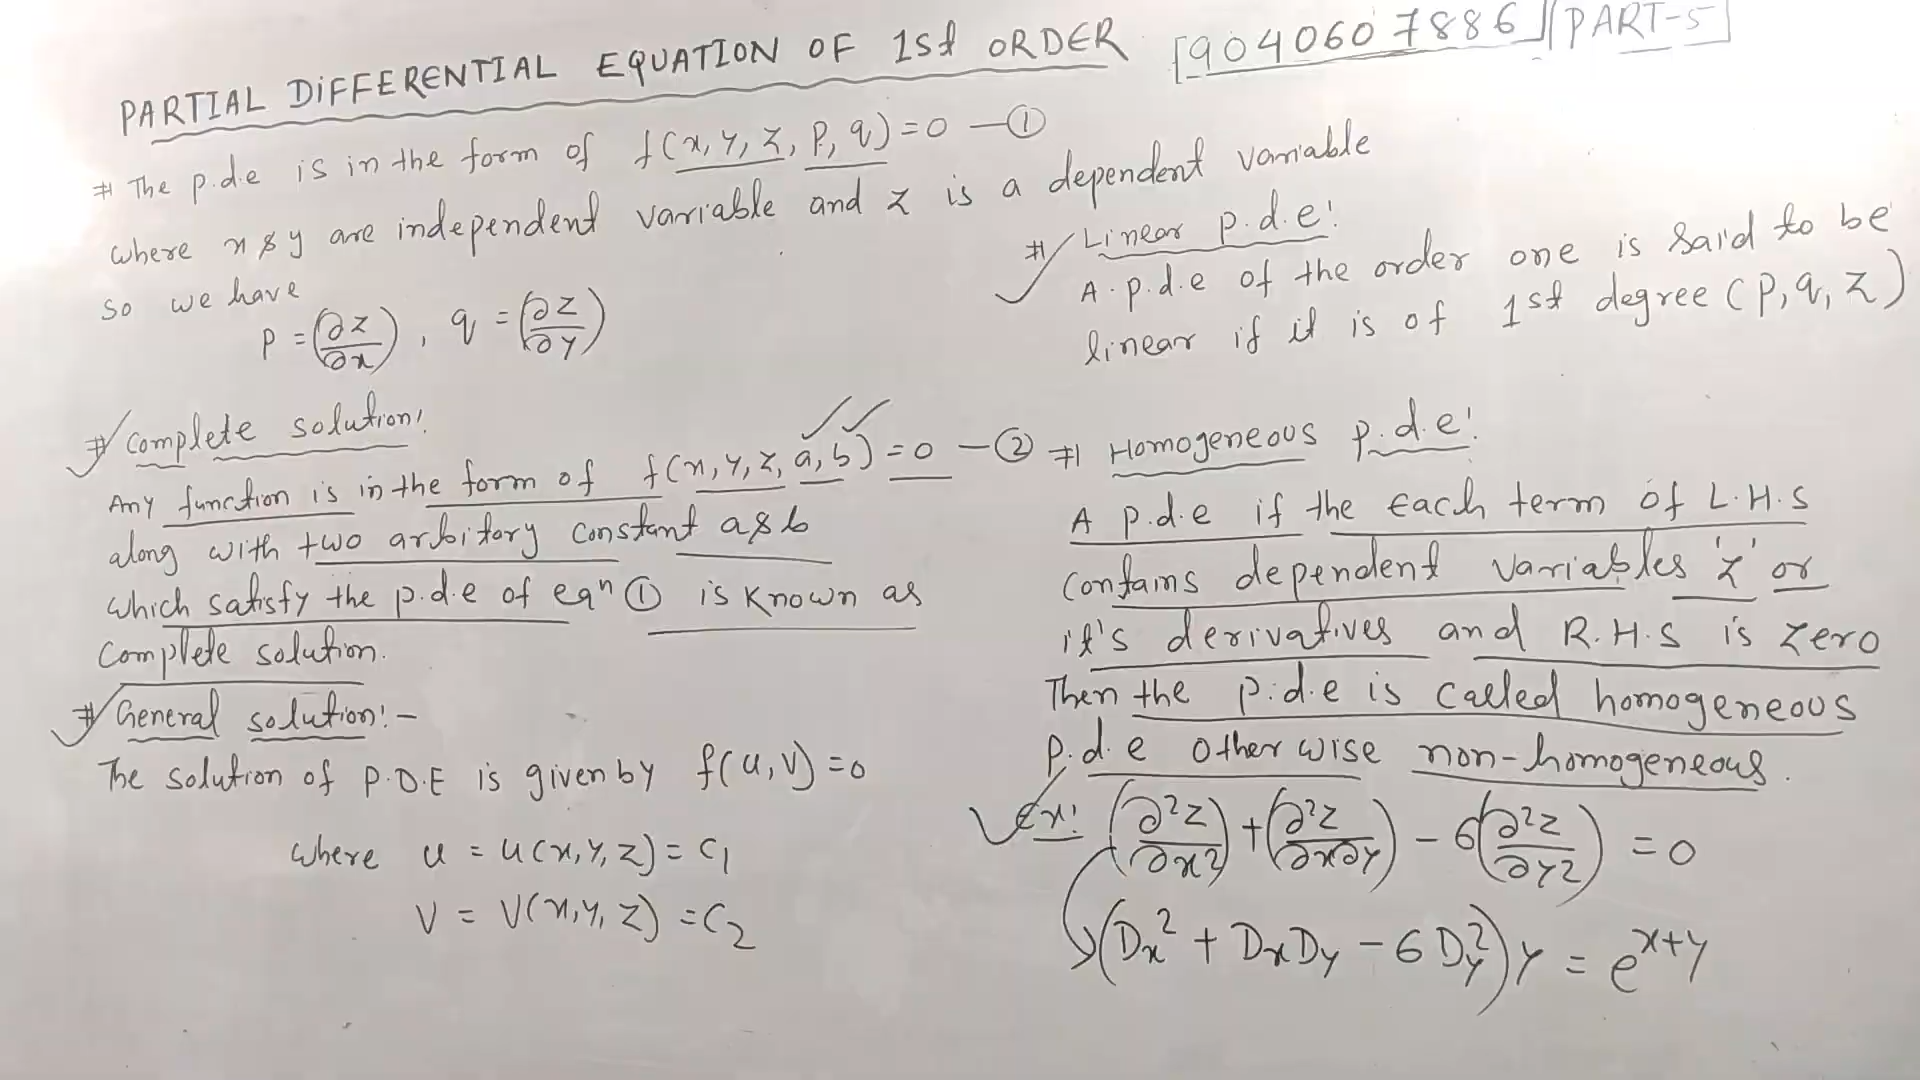 PARTIAL DIFFERENTIAL EQUATION OF 1st ORDER [9040607886] [PART-5]
# The p.d.e is in the form of f(x, y, z, p, q) = 0 — ①
where x & y are independent variable and z is a dependent variable
so we have
p = (∂z/∂x), q = (∂z/∂y)
# Complete solution!
Any function is in the form of f(x, y, z, a, b) = 0 — ②
along with two arbitary constant a & b
which satisfy the p.d.e of eqn ① is known as
Complete solution.
# General solution! -
The solution of P.D.E is given by f(u, v) = 0
where u = u(x, y, z) = c1
v = v(x, y, z) = c2
# Linear p.d.e!
A. p.d.e of the order one is said to be
linear if it is of 1st degree (p, q, z)
# Homogeneous p.d.e!
A p.d.e if the each term of L.H.S
contains dependent variables 'z' or
it's derivatives and R.H.S is zero
Then the p.d.e is called homogeneous
p.d.e otherwise non-homogeneous.
Ex! (∂²z/∂x²) + (∂²z/∂x∂y) - 6(∂²z/∂y²) = 0
(Dx² + DxDy - 6Dy²)y = e^x+y